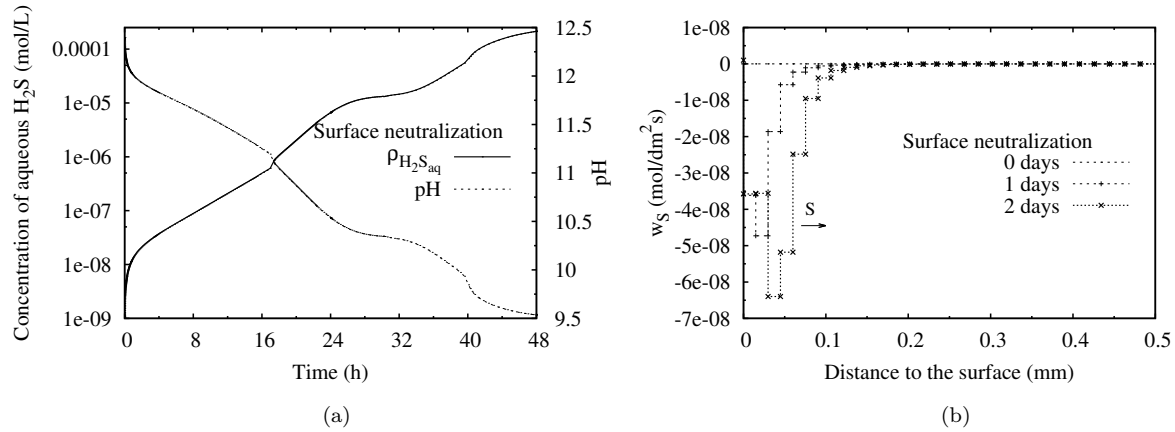 Concentration of aqueous H₂S (mol/L)
0.0001
1e-05
1e-06
1e-07
1e-08
1e-09
0 8 16 24 32 40 48
Time (h)
12.5
12
11.5
11
10.5
10
9.5
pH
Surface neutralization
ρH₂Saq
pH
(a)
wS (mol/dm²s)
1e-08
0
-1e-08
-2e-08
-3e-08
-4e-08
-5e-08
-6e-08
-7e-08
0 0.1 0.2 0.3 0.4 0.5
Distance to the surface (mm)
Surface neutralization
0 days
1 days
2 days
S
(b)